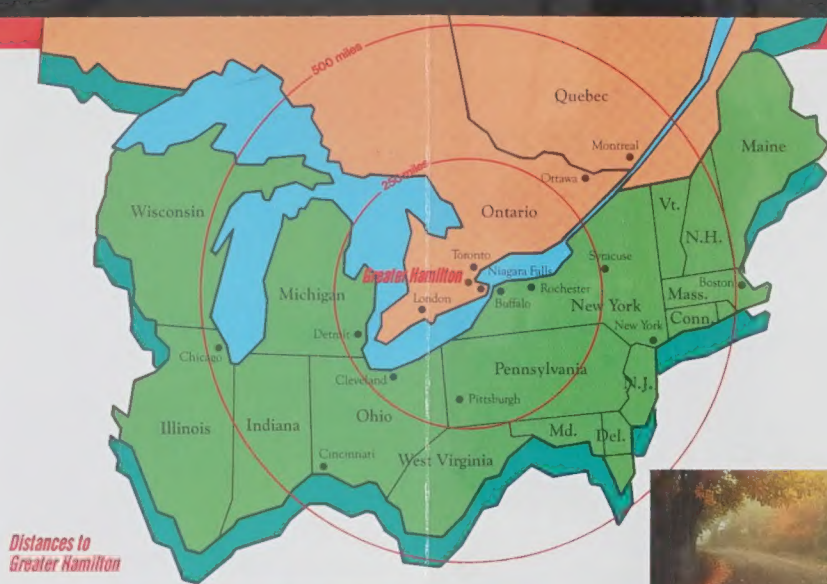 500 miles
Quebec
Montreal
Maine
250 miles
Ottawa
Wisconsin
Ontario
Vt.
N.H.
Toronto
Greater Hamilton
Niagara Falls
Syracuse
Michigan
London
Buffalo
Rochester
New York
Mass.
Boston
Conn.
Detroit
New York
Chicago
Cleveland
Pennsylvania
N.J.
Pittsburgh
Illinois
Indiana
Ohio
Md.
Del.
Cincinnati
West Virginia
Distances to
Greater Hamilton